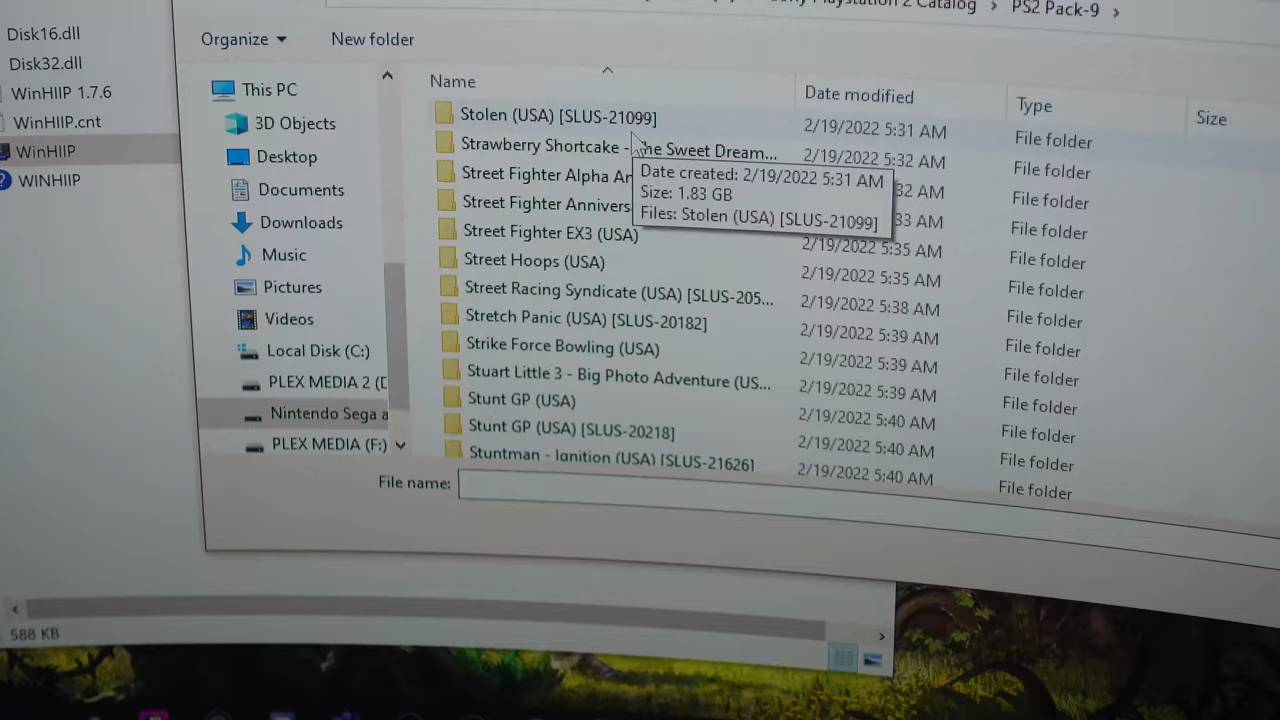 Playstation 2 Catalog > PS2 Pack-9 >
Disk16.dll
Disk32.dll
WinHIIP 1.7.6
WinHIIP.cnt
WinHIIP
WINHIIP
588 KB
Organize
New folder
This PC
3D Objects
Desktop
Documents
Downloads
Music
Pictures
Videos
Local Disk (C:)
PLEX MEDIA 2 (D
Nintendo Sega a
PLEX MEDIA (F:)
Name Date modified Type Size
Stolen (USA) [SLUS-21099] 2/19/2022 5:31 AM File folder
Strawberry Shortcake - he Sweet Dream... 2/19/2022 5:32 AM File folder
Street Fighter Alpha An 32 AM File folder
Street Fighter Annivers 33 AM File folder
Street Fighter EX3 (USA) 2/19/2022 5:35 AM File folder
Street Hoops (USA) 2/19/2022 5:35 AM File folder
Street Racing Syndicate (USA) [SLUS-205... 2/19/2022 5:38 AM File folder
Stretch Panic (USA) [SLUS-20182] 2/19/2022 5:39 AM File folder
Strike Force Bowling (USA) 2/19/2022 5:39 AM File folder
Stuart Little 3 - Big Photo Adventure (US... 2/19/2022 5:39 AM File folder
Stunt GP (USA) 2/19/2022 5:40 AM File folder
Stunt GP (USA) [SLUS-20218] 2/19/2022 5:40 AM File folder
Stuntman - Ignition (USA) [SLUS-21626] 2/19/2022 5:40 AM File folder
Date created: 2/19/2022 5:31 AM
Size: 1.83 GB
Files: Stolen (USA) [SLUS-21099]
File name: